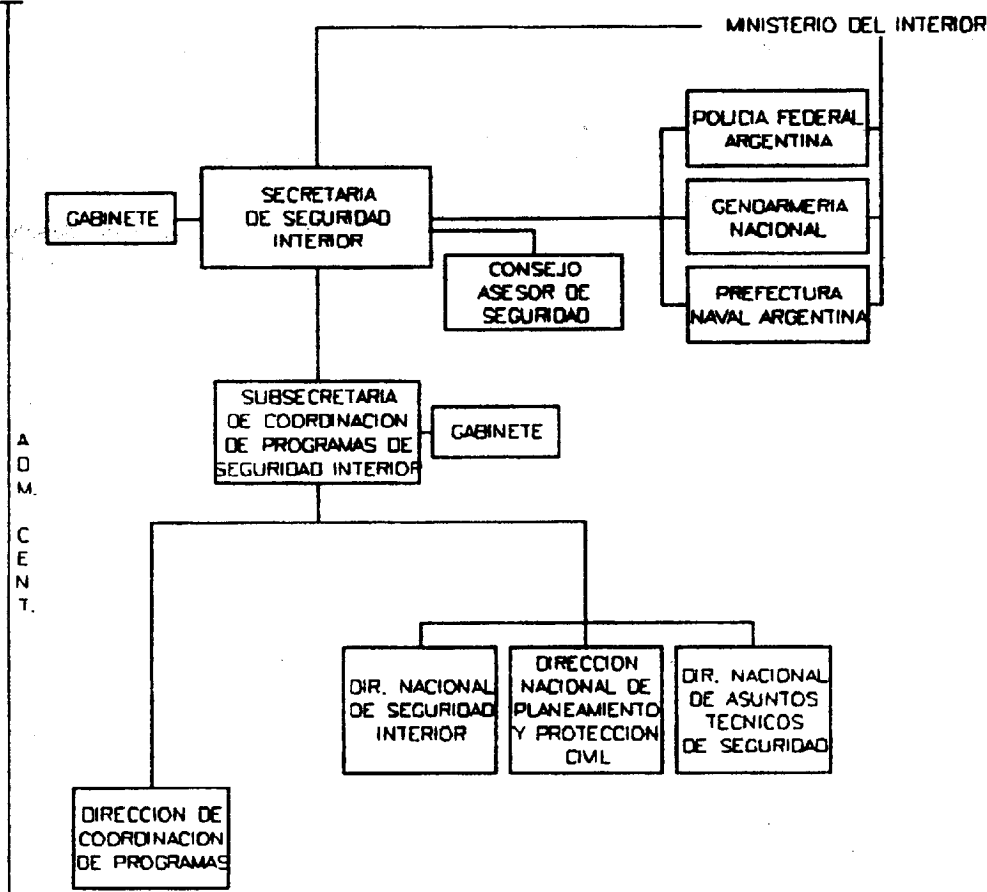 MINISTERIO DEL INTERIOR
POLICIA FEDERAL
ARGENTINA
SECRETARIA
DE SEGURIDAD
INTERIOR
GABINETE
GENDARMERIA
NACIONAL
CONSEJO
ASESOR DE
SEGURIDAD
PREFECTURA
NAVAL ARGENTINA
SUBSECRETARIA
DE COORDINACION
DE PROGRAMAS DE
SEGURIDAD INTERIOR
GABINETE
A
D
M.
C
E
N
T.
DIR. NACIONAL
DE SEGURIDAD
INTERIOR
DIRECCION
NACIONAL DE
PLANEAMIENTO
Y PROTECCION
CIVIL
DIR. NACIONAL
DE ASUNTOS
TECNICOS
DE SEGURIDAD
DIRECCION DE
COORDINACION
DE PROGRAMAS